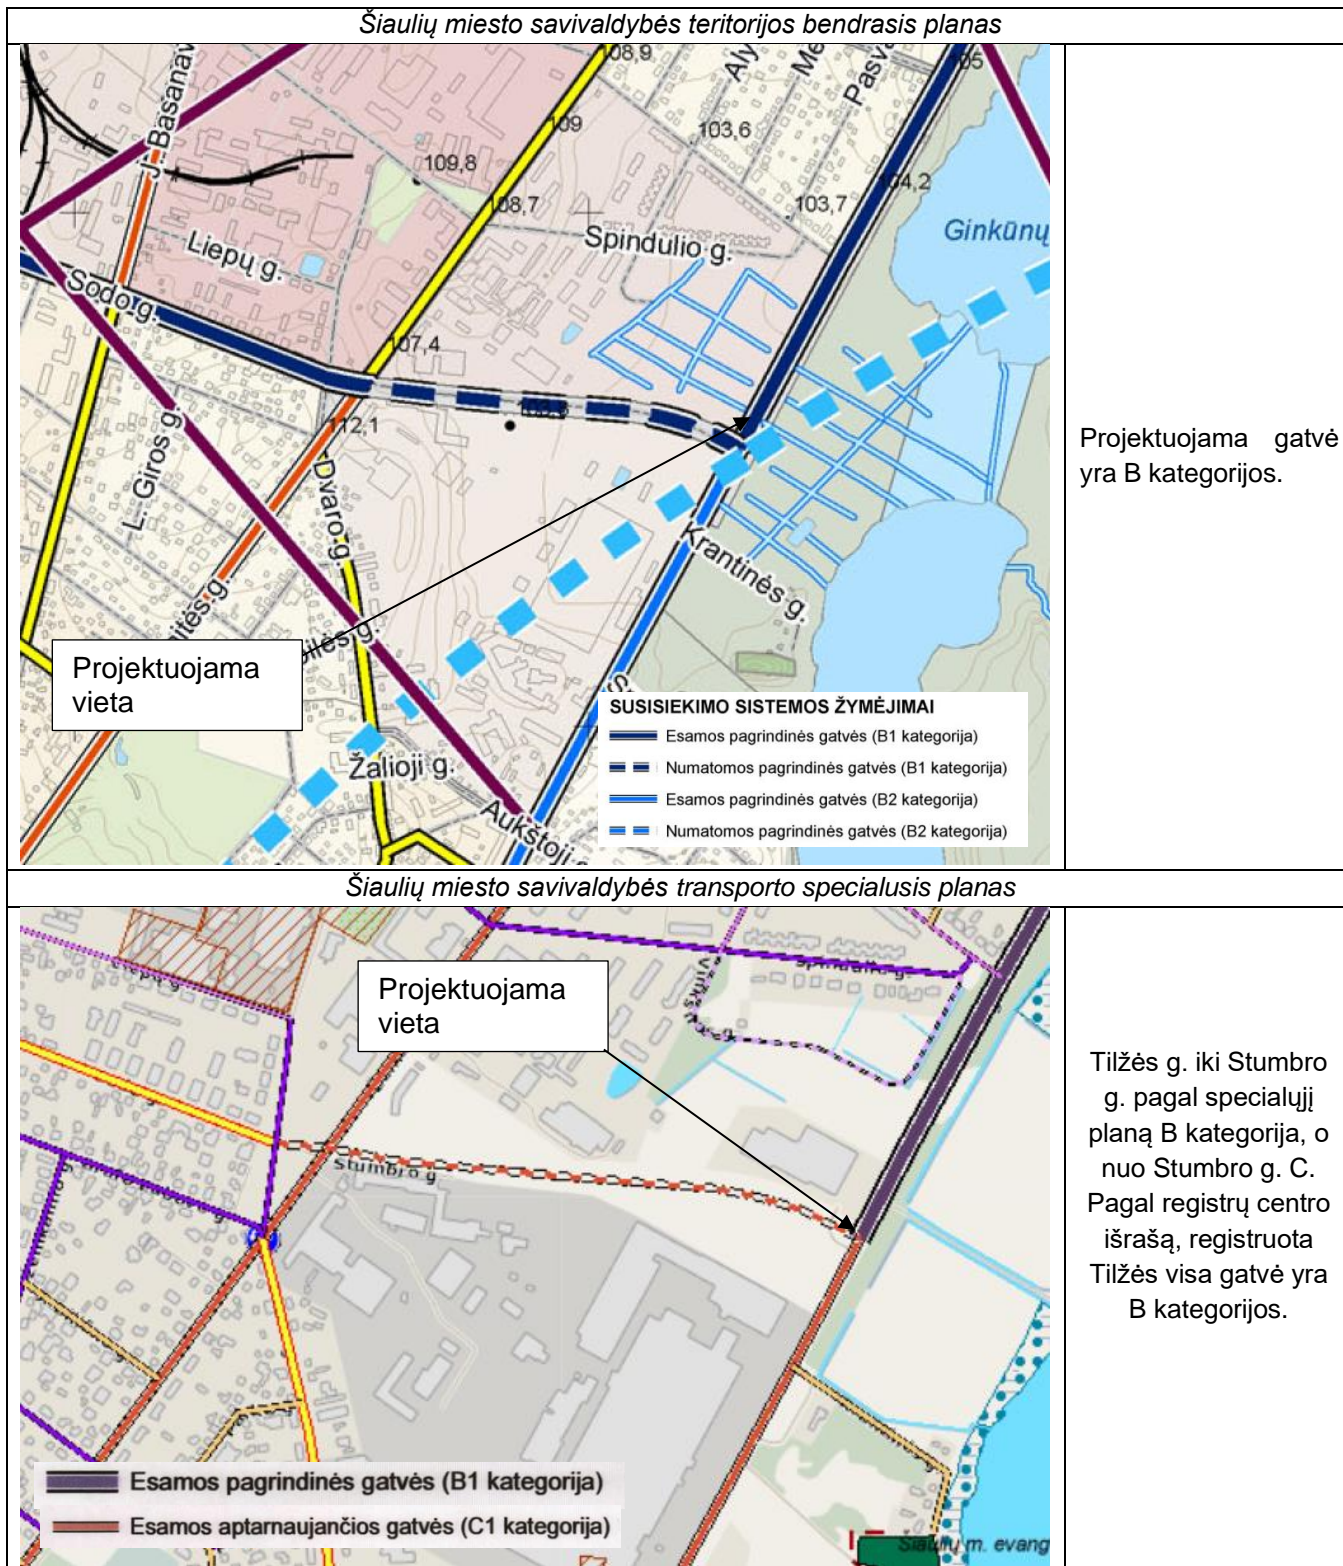 Šiaulių miesto savivaldybės teritorijos bendrasis planas
108,9
Aly
Me
Pasva
105
J. Basanav
109
103,6
109,8
104,2
108,7
103,7
Ginkūnų
Spindulio g.
Liepų g.
Sodo g.
107,4
112,1
L. Giros g.
Dvaro g.
Krantinės g.
aitės g.
ilės g.
Projektuojama
vieta
Žalioji g.
Aukštoji
SUSISIEKIMO SISTEMOS ŽYMĖJIMAI
Esamos pagrindinės gatvės (B1 kategorija)
Numatomos pagrindinės gatvės (B1 kategorija)
Esamos pagrindinės gatvės (B2 kategorija)
Numatomos pagrindinės gatvės (B2 kategorija)
Projektuojama gatvė
yra B kategorijos.
Šiaulių miesto savivaldybės transporto specialusis planas
Projektuojama
vieta
Spindulio g.
Stumbro g
Esamos pagrindinės gatvės (B1 kategorija)
Esamos aptarnaujančios gatvės (C1 kategorija)
Šiaulių m. evang
Tilžės g. iki Stumbro
g. pagal specialųjį
planą B kategorija, o
nuo Stumbro g. C.
Pagal registrų centro
išrašą, registruota
Tilžės visa gatvė yra
B kategorijos.